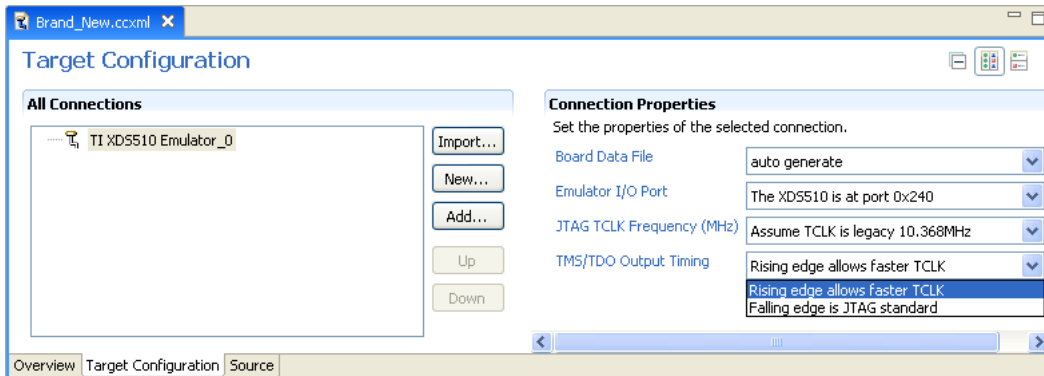 Brand_New.ccxml
Target Configuration
All Connections
TI XDS510 Emulator_0
Import...
New...
Add...
Up
Down
Connection Properties
Set the properties of the selected connection.
Board Data File
auto generate
Emulator I/O Port
The XDS510 is at port 0x240
JTAG TCLK Frequency (MHz)
Assume TCLK is legacy 10.368MHz
TMS/TDO Output Timing
Rising edge allows faster TCLK
Rising edge allows faster TCLK
Falling edge is JTAG standard
Overview Target Configuration Source